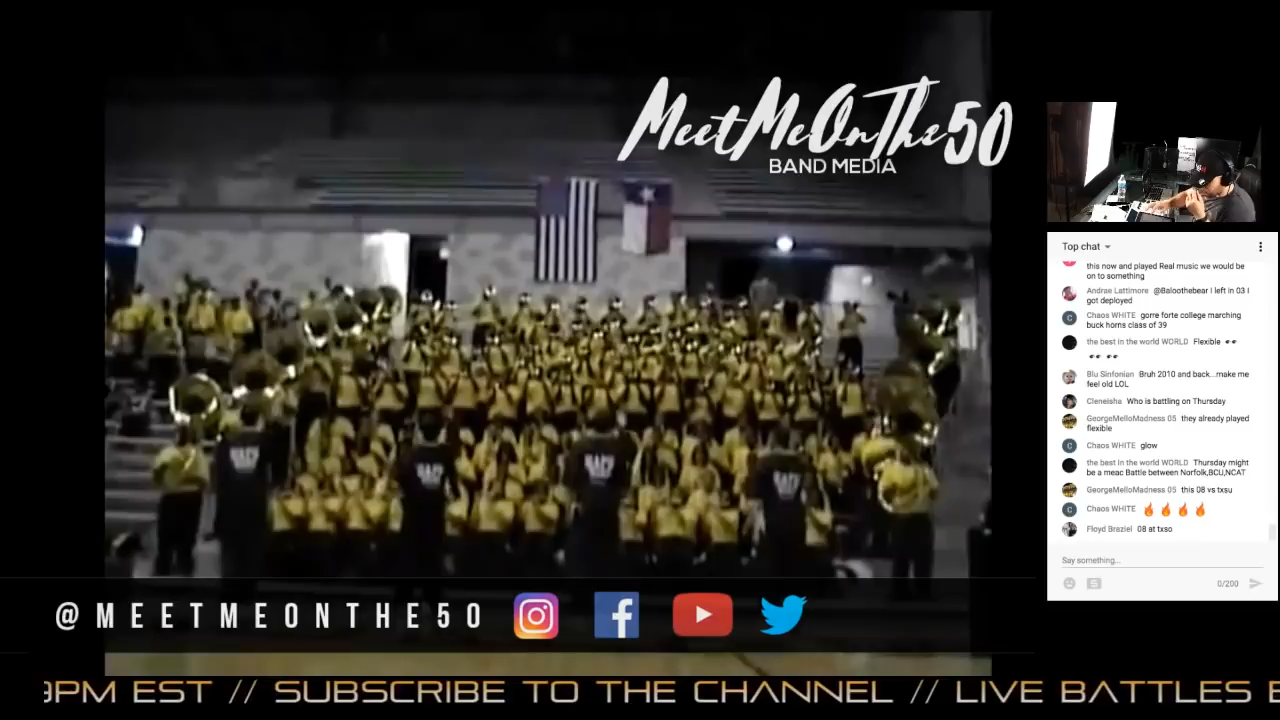 MeetMeOnThe50
BAND MEDIA
Top chat
this now and played Real music we would be
on to something
Andrae Lattimore @Baloothebear I left in 03 I
got deployed
Chaos WHITE gorre forte college marching
buck horns class of 39
the best in the world WORLD Flexible 👀
👀 👀
Blu Sinfonian Bruh 2010 and back...make me
feel old LOL
Cleneisha Who is battling on Thursday
GeorgeMelloMadness 05 they already played
flexible
Chaos WHITE glow
the best in the world WORLD Thursday might
be a meac Battle between Norfolk,BCU,NCAT
GeorgeMelloMadness 05 this 08 vs txsu
Chaos WHITE 🔥 🔥 🔥 🔥
Floyd Braziel 08 at txso
Say something...
0/200
@MEETMEONTHE50
9PM EST // SUBSCRIBE TO THE CHANNEL // LIVE BATTLES E